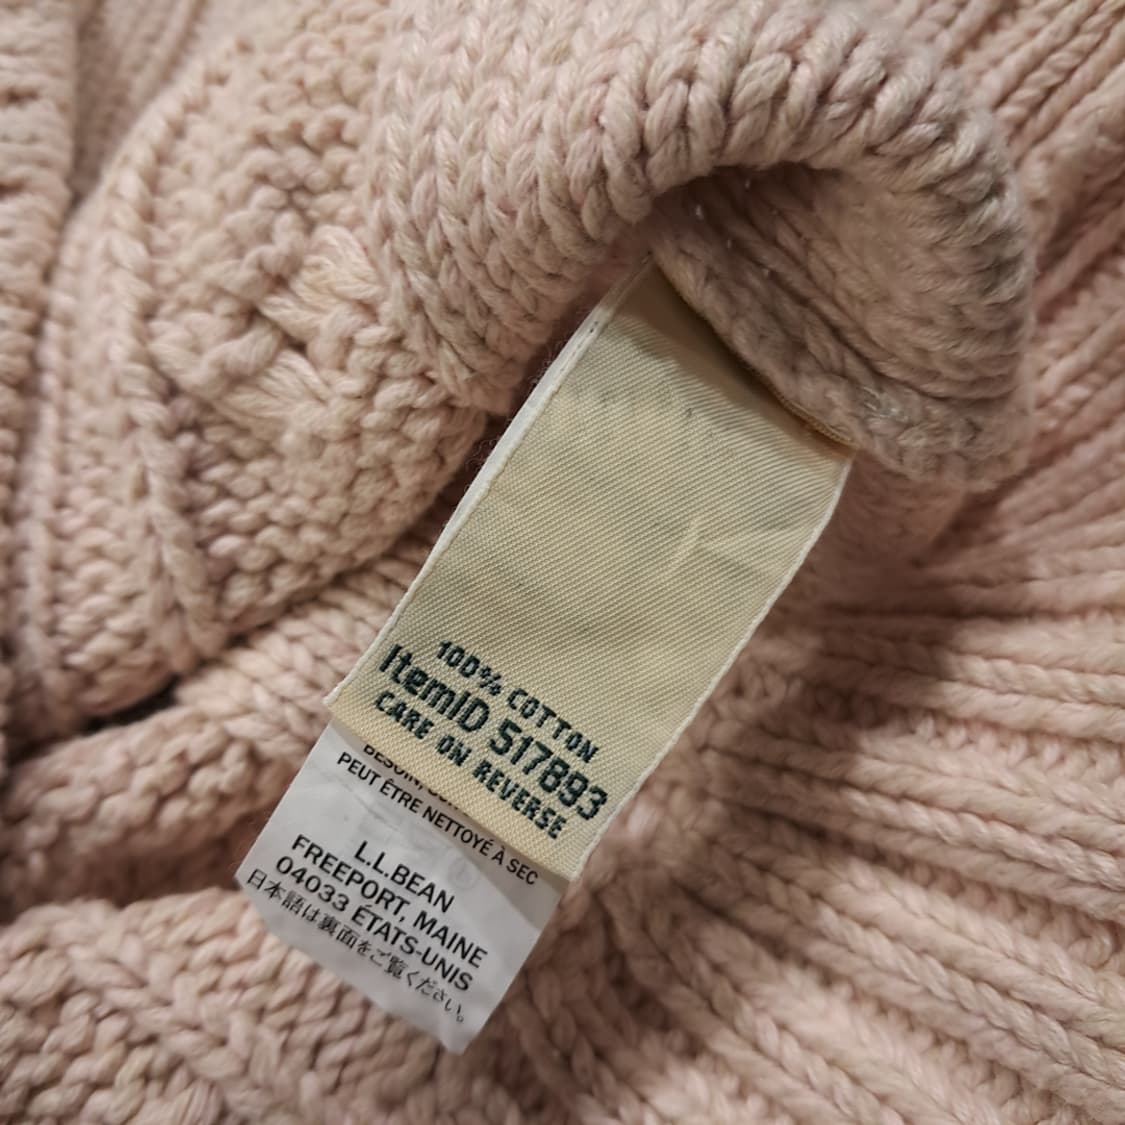 100% COTTON
ItemID 517893
CARE ON REVERSE
PEUT ÊTRE NETTOYÉ À SEC
L.L.BEAN
FREEPORT, MAINE
04033 ETATS-UNIS
日本語は裏面をご覧ください。